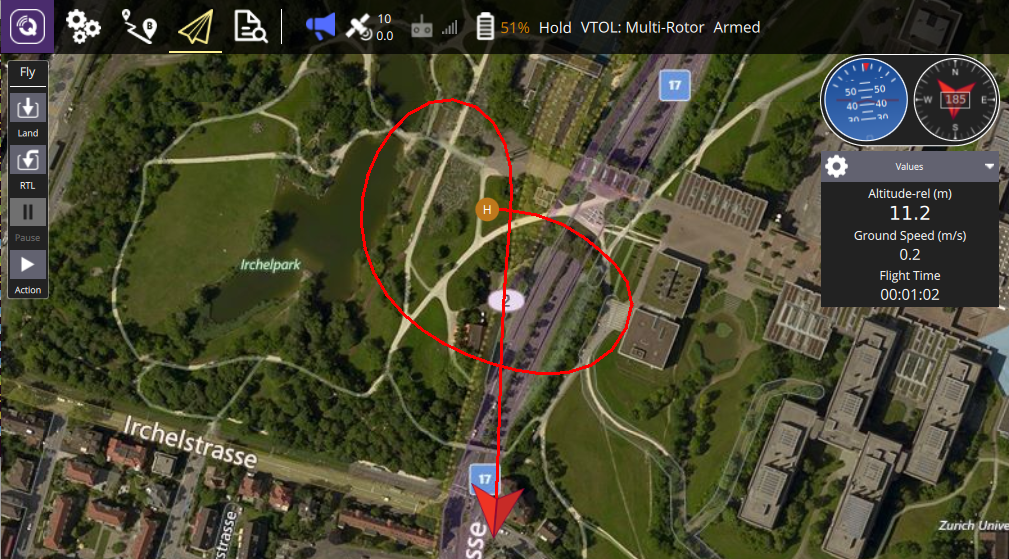 B
10
0.0
51%
Hold
VTOL: Multi-Rotor
Armed
Fly
Land
RTL
Pause
Action
17
50 50
40 40
30 30
N
W 185 E
S
Values
Altitude-rel (m)
11.2
Ground Speed (m/s)
0.2
Flight Time
00:01:02
H
Irchelpark
2
Irchelstrasse
17
sse
strasse
Zurich Unive